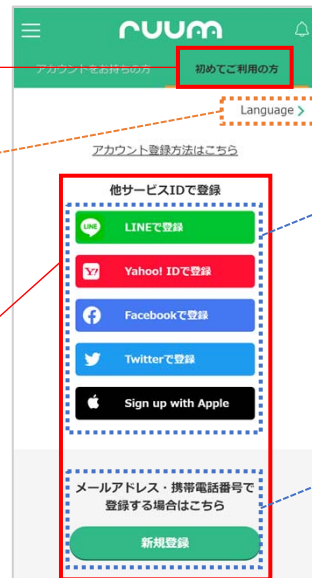 ruum
アカウントをお持ちの方
初めてご利用の方
Language >
アカウント登録方法はこちら
他サービスIDで登録
LINE
LINEで登録
Y!
Yahoo! IDで登録
Facebookで登録
Twitterで登録
Sign up with Apple
メールアドレス・携帯電話番号で
登録する場合はこちら
新規登録